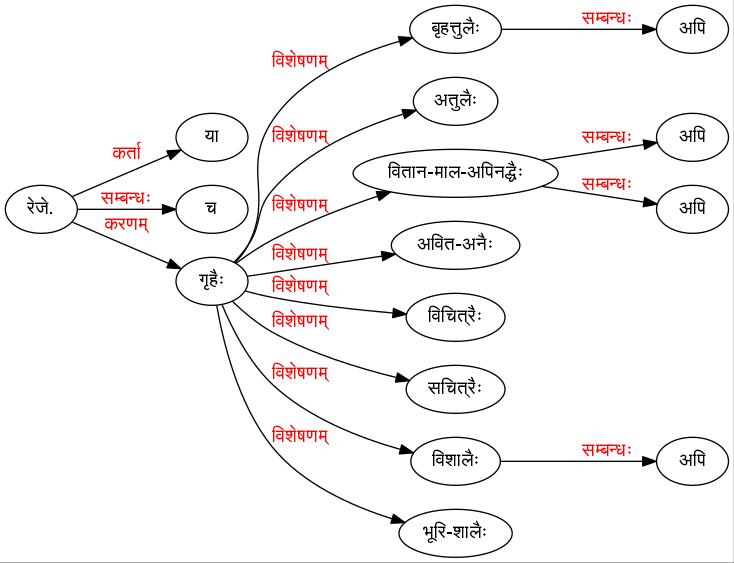 बृहत्तुलैः
सम्बन्धः
अपि
विशेषणम्
अतुलैः
विशेषणम्
या
कर्ता
सम्बन्धः
अपि
वितान-माल-अपिनद्धैः
विशेषणम्
सम्बन्धः
अपि
रेजे.
सम्बन्धः
च
करणम्
अवित-अनैः
विशेषणम्
गृहैः
विशेषणम्
विचित्रैः
विशेषणम्
सचित्रैः
विशेषणम्
विशालैः
सम्बन्धः
अपि
विशेषणम्
भूरि-शालैः